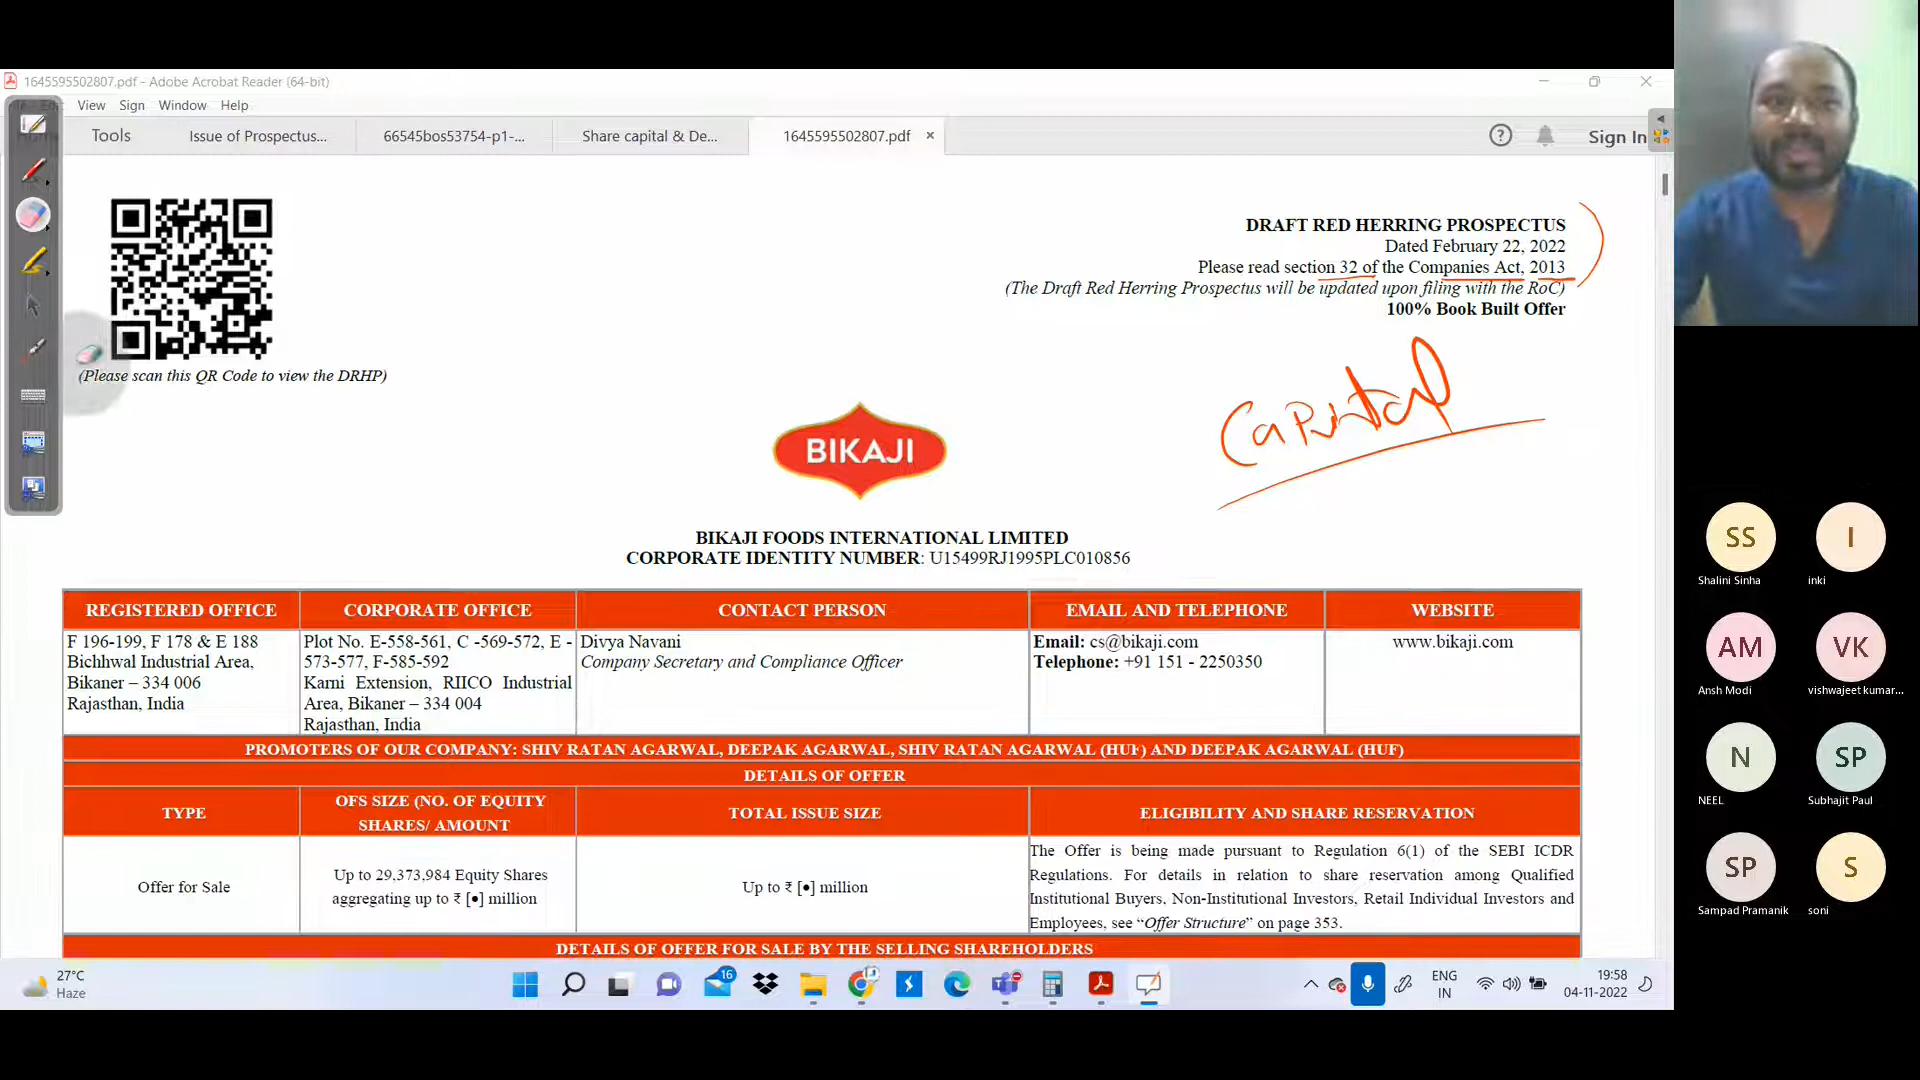 1645595502807.pdf - Adobe Acrobat Reader (64-bit)
View Sign Window Help
Tools
Issue of Prospectus...
66545bos53754-p1-...
Share capital & De...
1645595502807.pdf
Sign In
DRAFT RED HERRING PROSPECTUS
Dated February 22, 2022
Please read section 32 of the Companies Act, 2013
(The Draft Red Herring Prospectus will be updated upon filing with the RoC)
100% Book Built Offer
(Please scan this QR Code to view the DRHP)
Capital
BIKAJI
BIKAJI FOODS INTERNATIONAL LIMITED
CORPORATE IDENTITY NUMBER: U15499RJ1995PLC010856
REGISTERED OFFICE
CORPORATE OFFICE
CONTACT PERSON
EMAIL AND TELEPHONE
WEBSITE
F 196-199, F 178 & E 188
Bichhwal Industrial Area,
Bikaner – 334 006
Rajasthan, India
Plot No. E-558-561, C -569-572, E -
573-577, F-585-592
Karni Extension, RIICO Industrial
Area, Bikaner – 334 004
Rajasthan, India
Divya Navani
Company Secretary and Compliance Officer
Email: cs@bikaji.com
Telephone: +91 151 - 2250350
www.bikaji.com
PROMOTERS OF OUR COMPANY: SHIV RATAN AGARWAL, DEEPAK AGARWAL, SHIV RATAN AGARWAL (HUF) AND DEEPAK AGARWAL (HUF)
DETAILS OF OFFER
TYPE
OFS SIZE (NO. OF EQUITY
SHARES/ AMOUNT
TOTAL ISSUE SIZE
ELIGIBILITY AND SHARE RESERVATION
Offer for Sale
Up to 29,373,984 Equity Shares
aggregating up to ₹ [●] million
Up to ₹ [●] million
The Offer is being made pursuant to Regulation 6(1) of the SEBI ICDR
Regulations. For details in relation to share reservation among Qualified
Institutional Buyers, Non-Institutional Investors, Retail Individual Investors and
Employees, see “Offer Structure” on page 353.
DETAILS OF OFFER FOR SALE BY THE SELLING SHAREHOLDERS
27°C
Haze
16
ENG
IN
19:58
04-11-2022
SS
Shalini Sinha
I
inki
AM
Ansh Modi
VK
vishwajeet kumar...
N
NEEL
SP
Subhajit Paul
SP
Sampad Pramanik
S
soni